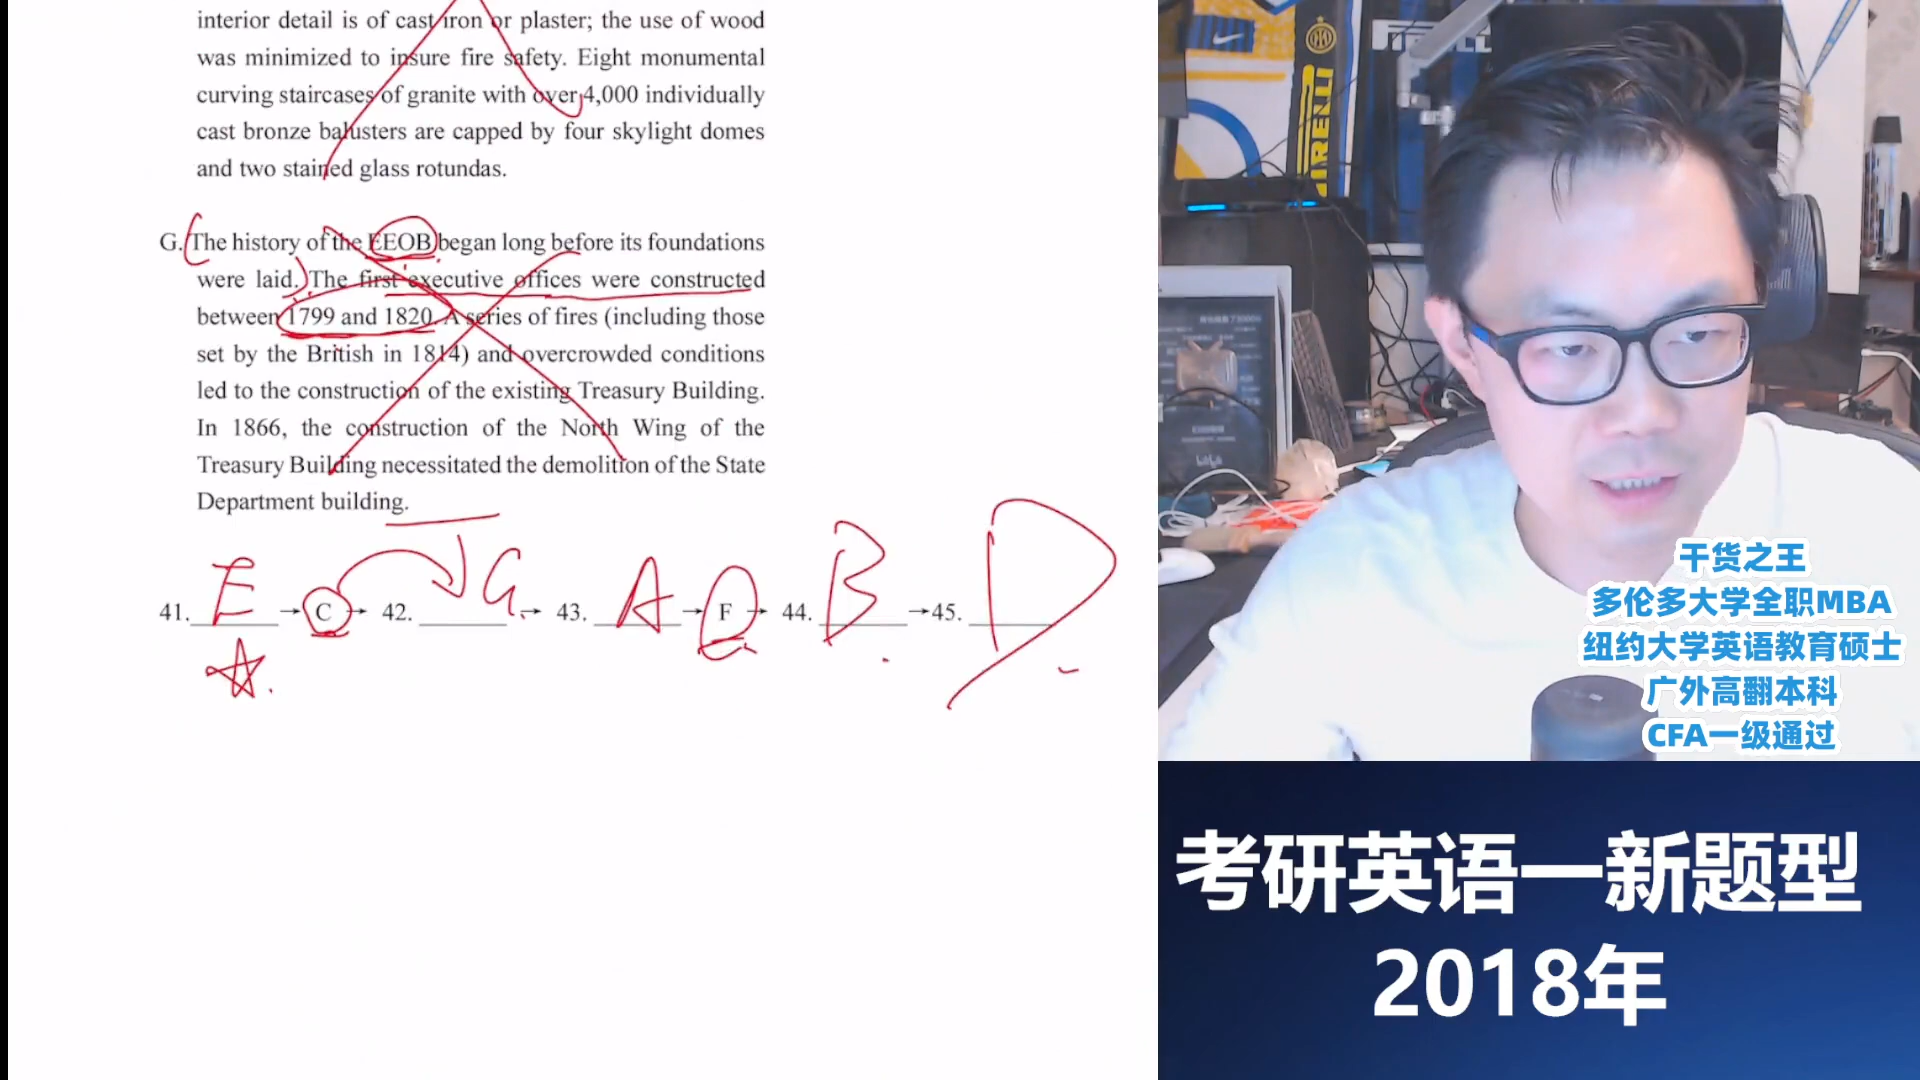 interior detail is of cast iron or plaster; the use of wood
was minimized to insure fire safety. Eight monumental
curving staircases of granite with over 4,000 individually
cast bronze balusters are capped by four skylight domes
and two stained glass rotundas.
G. The history of the EEOB began long before its foundations
were laid. The first executive offices were constructed
between 1799 and 1820. A series of fires (including those
set by the British in 1814) and overcrowded conditions
led to the construction of the existing Treasury Building.
In 1866, the construction of the North Wing of the
Treasury Building necessitated the demolition of the State
Department building.
41. E → C → 42. G → 43. A → F → 44. B → 45. D
PIRELLI
干货之王
多伦多大学全职MBA
纽约大学英语教育硕士
广外高翻本科
CFA一级通过
考研英语一新题型
2018年